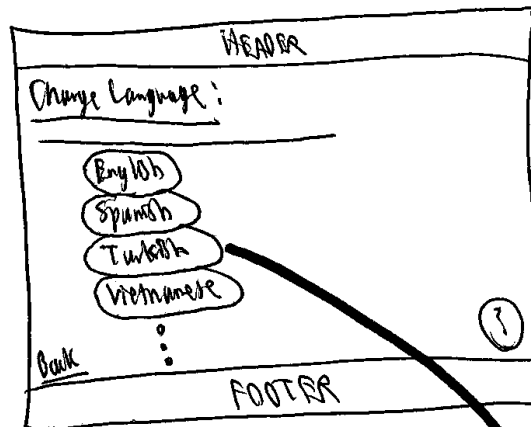 HEADER
Change Language:
English
Spanish
Turkish
Vietnamese
?
Back
FOOTER